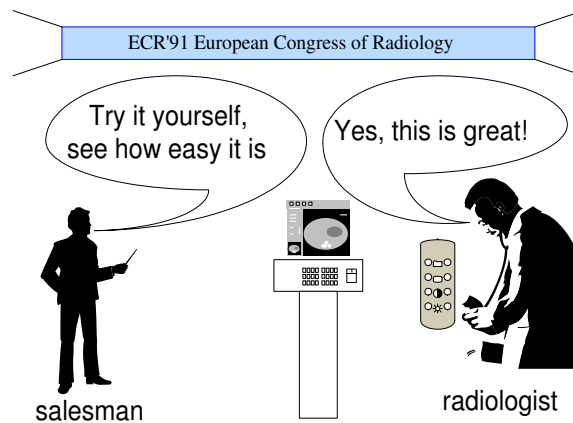 ECR'91 European Congress of Radiology
Try it yourself,
see how easy it is
Yes, this is great!
salesman
radiologist